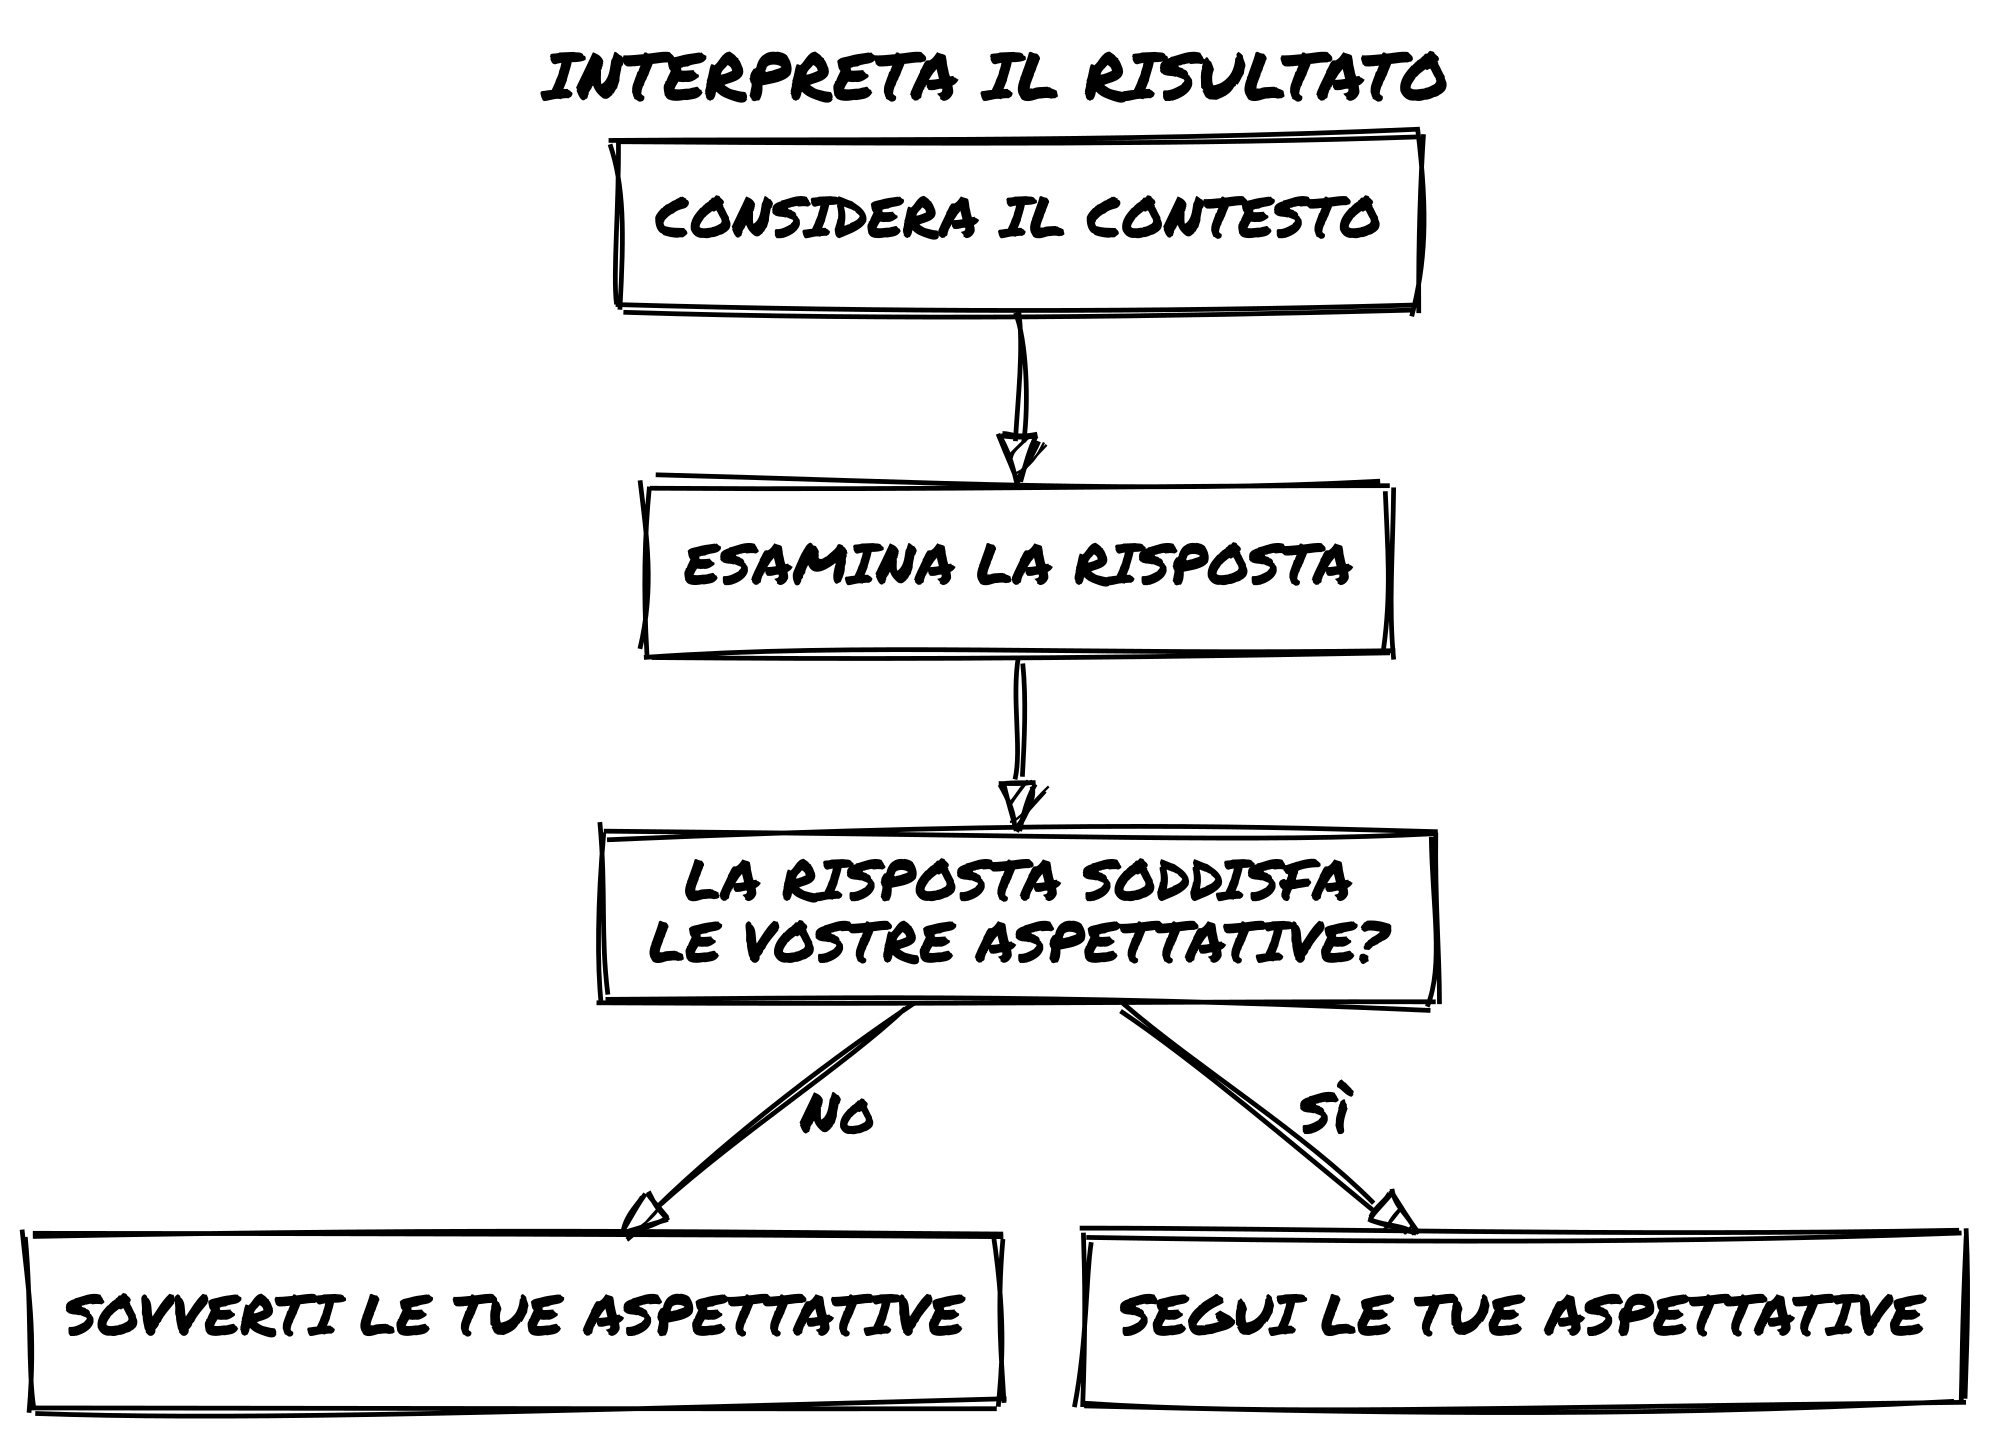 INTERPRETA IL RISULTATO
CONSIDERA IL CONTESTO
ESAMINA LA RISPOSTA
LA RISPOSTA SODDISFA
LE VOSTRE ASPETTATIVE?
No
Sì
SOVVERTI LE TUE ASPETTATIVE
SEGUI LE TUE ASPETTATIVE